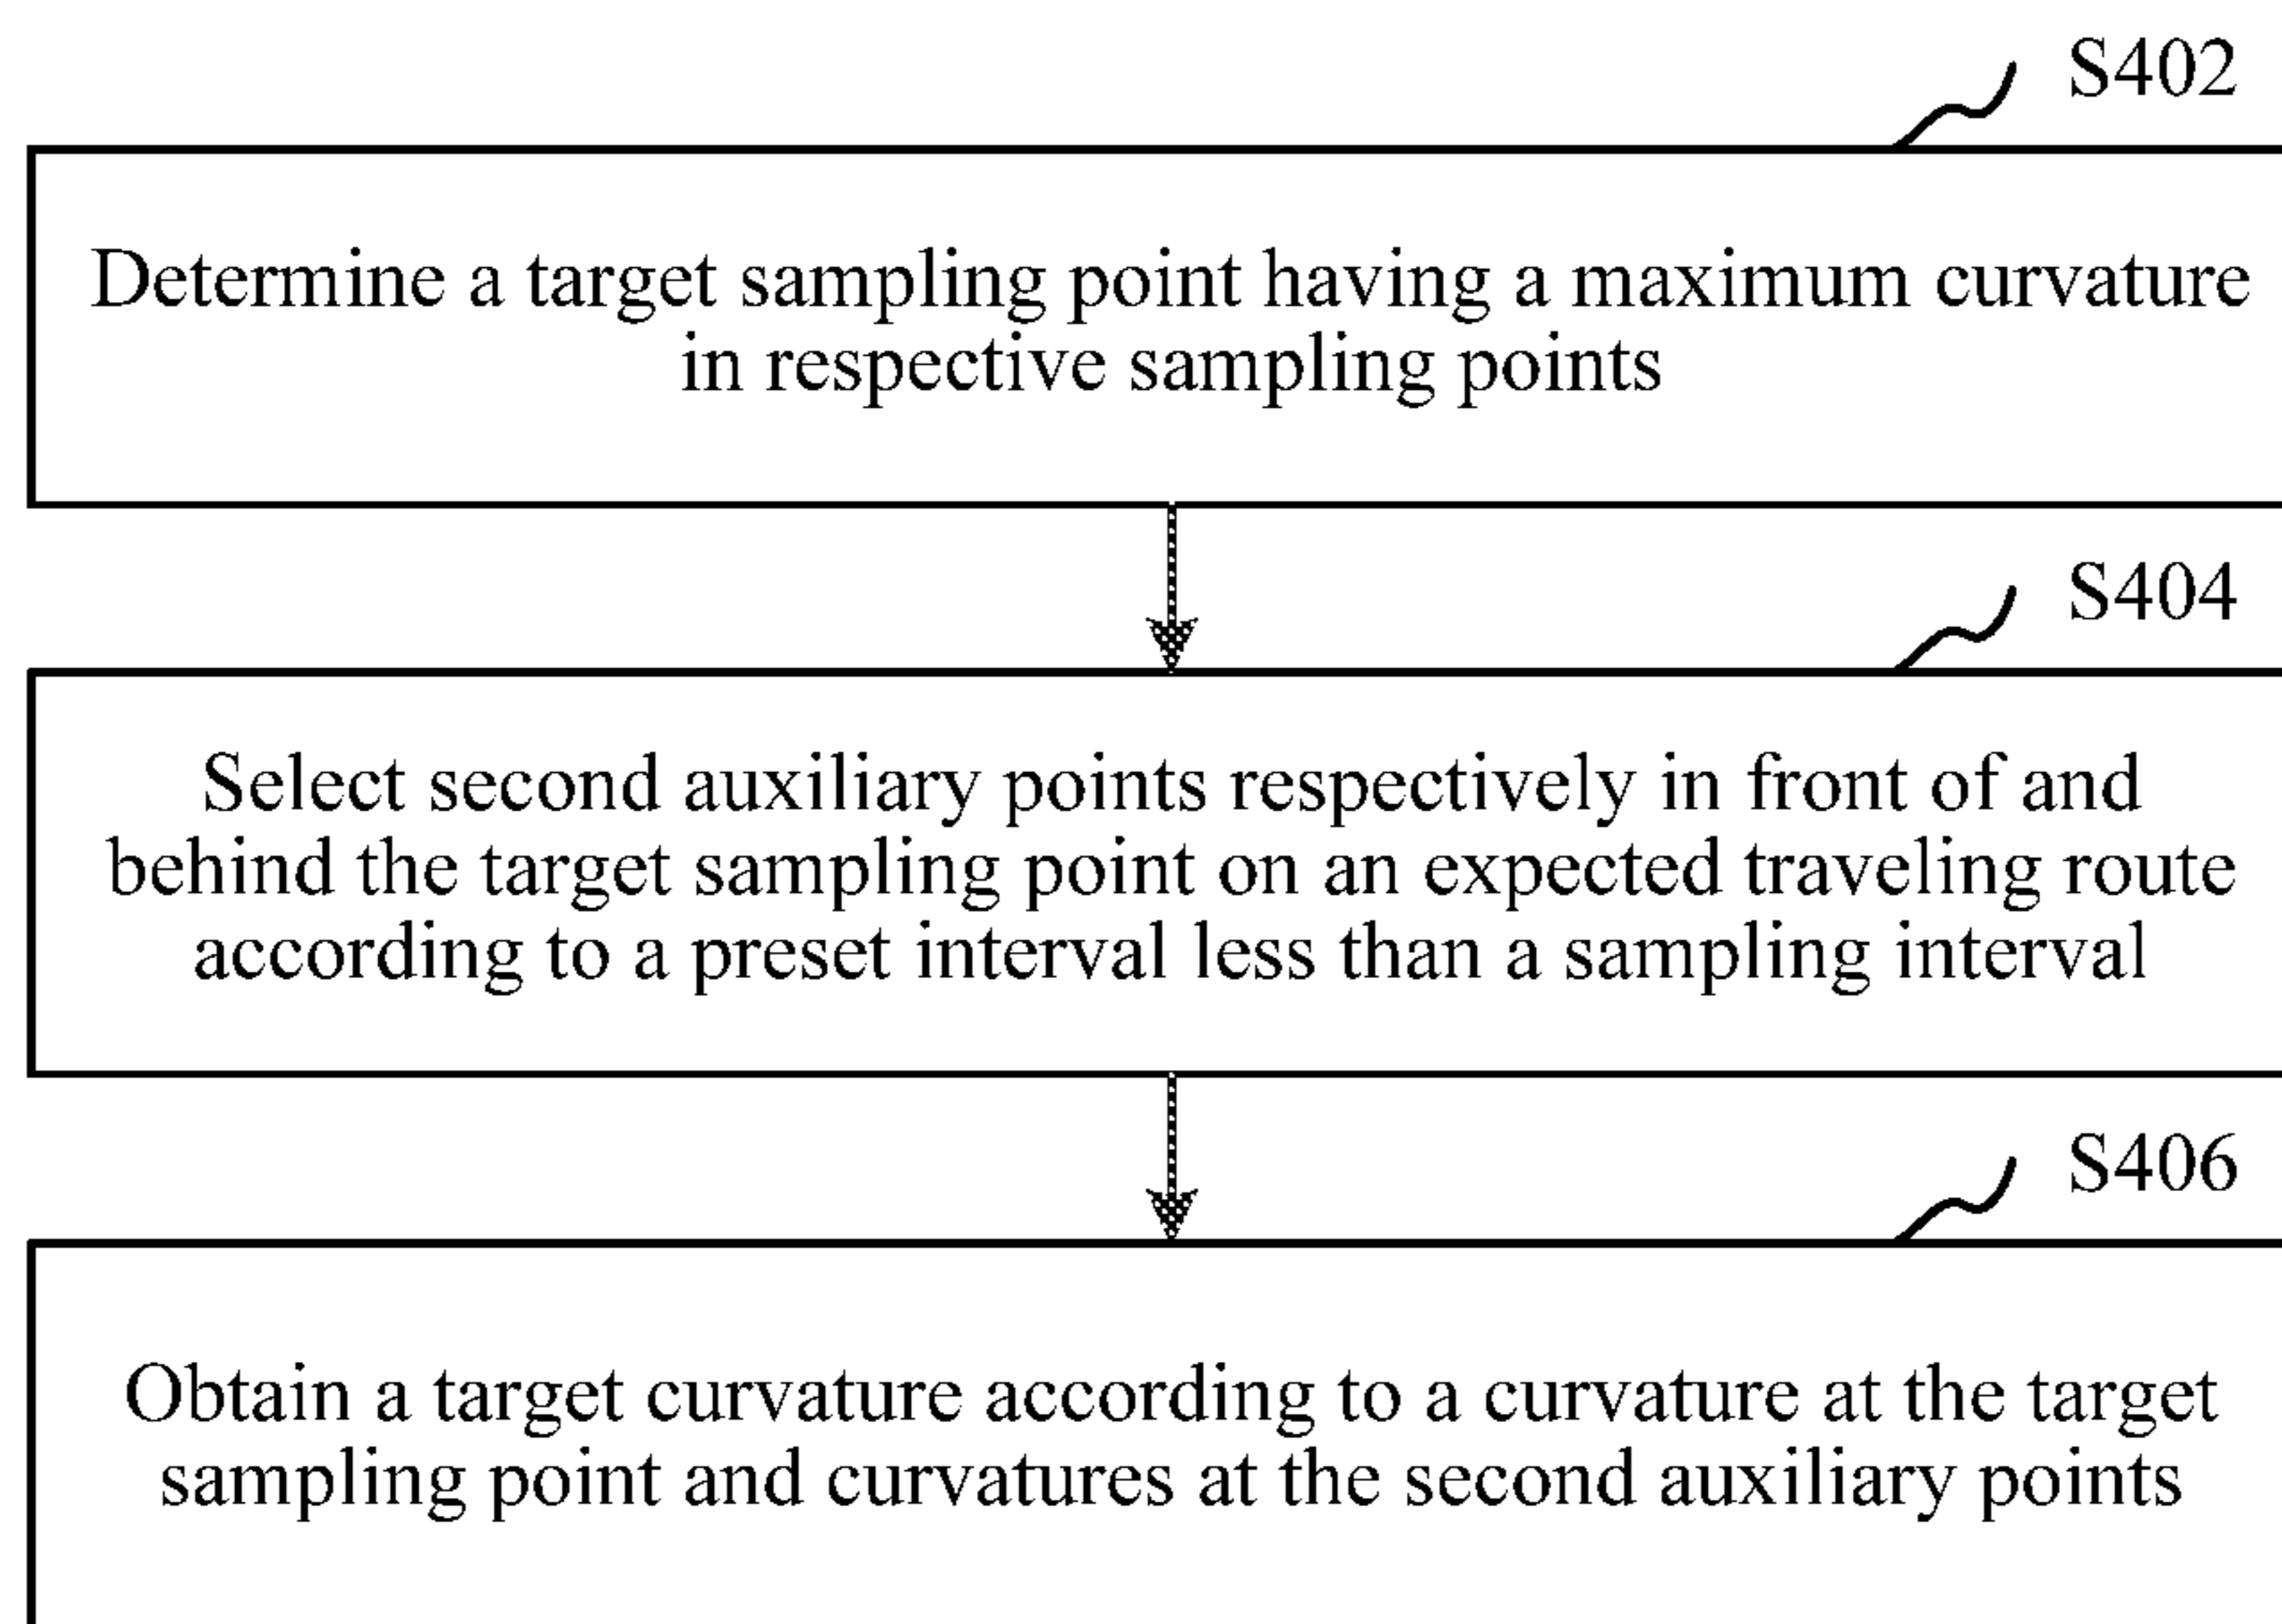 S402
Determine a target sampling point having a maximum curvature
in respective sampling points
S404
Select second auxiliary points respectively in front of and
behind the target sampling point on an expected traveling route
according to a preset interval less than a sampling interval
S406
Obtain a target curvature according to a curvature at the target
sampling point and curvatures at the second auxiliary points